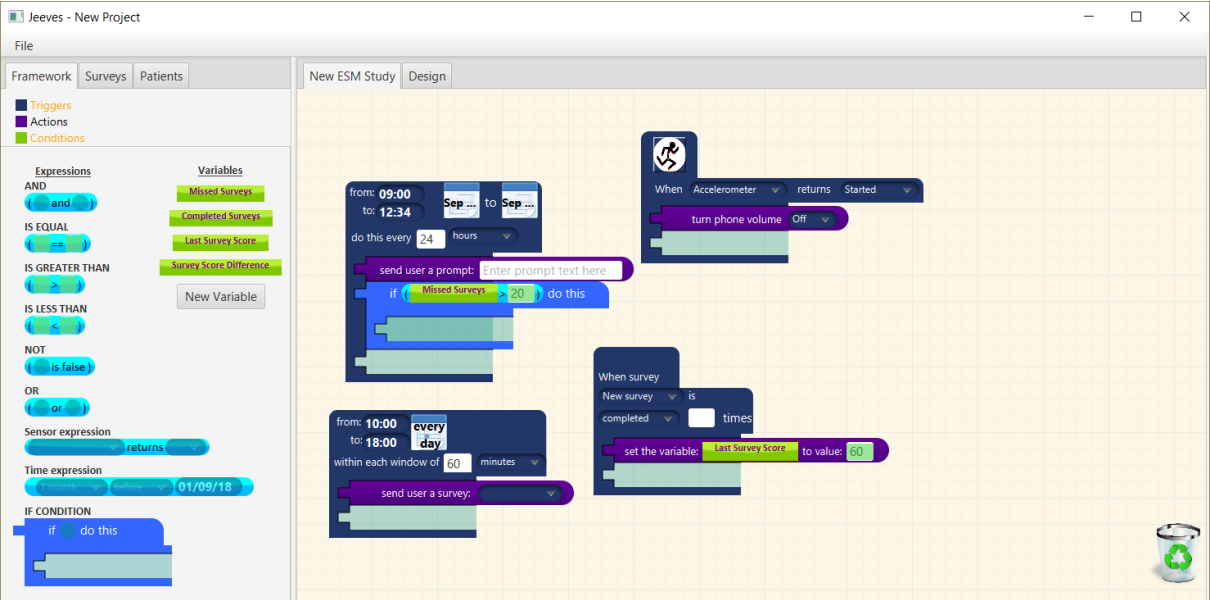 Jeeves - New Project
File
Framework
Surveys
Patients
Triggers
Actions
Conditions
Expressions
AND
( and )
IS EQUAL
( == )
IS GREATER THAN
( > )
IS LESS THAN
( < )
NOT
( is false )
OR
( or )
Sensor expression
returns
Time expression
1 month before 01/09/18
IF CONDITION
if do this
Variables
Missed Surveys
Completed Surveys
Last Survey Score
Survey Score Difference
New Variable
New ESM Study
Design
from: 09:00
to: 12:34
Sep ... to Sep ...
do this every 24 hours
send user a prompt: Enter prompt text here
if ( Missed Surveys > 20 ) do this
When Accelerometer returns Started
turn phone volume Off
from: 10:00
to: 18:00
every
day
within each window of 60 minutes
send user a survey:
When survey
New survey is
completed times
set the variable: Last Survey Score to value: 60